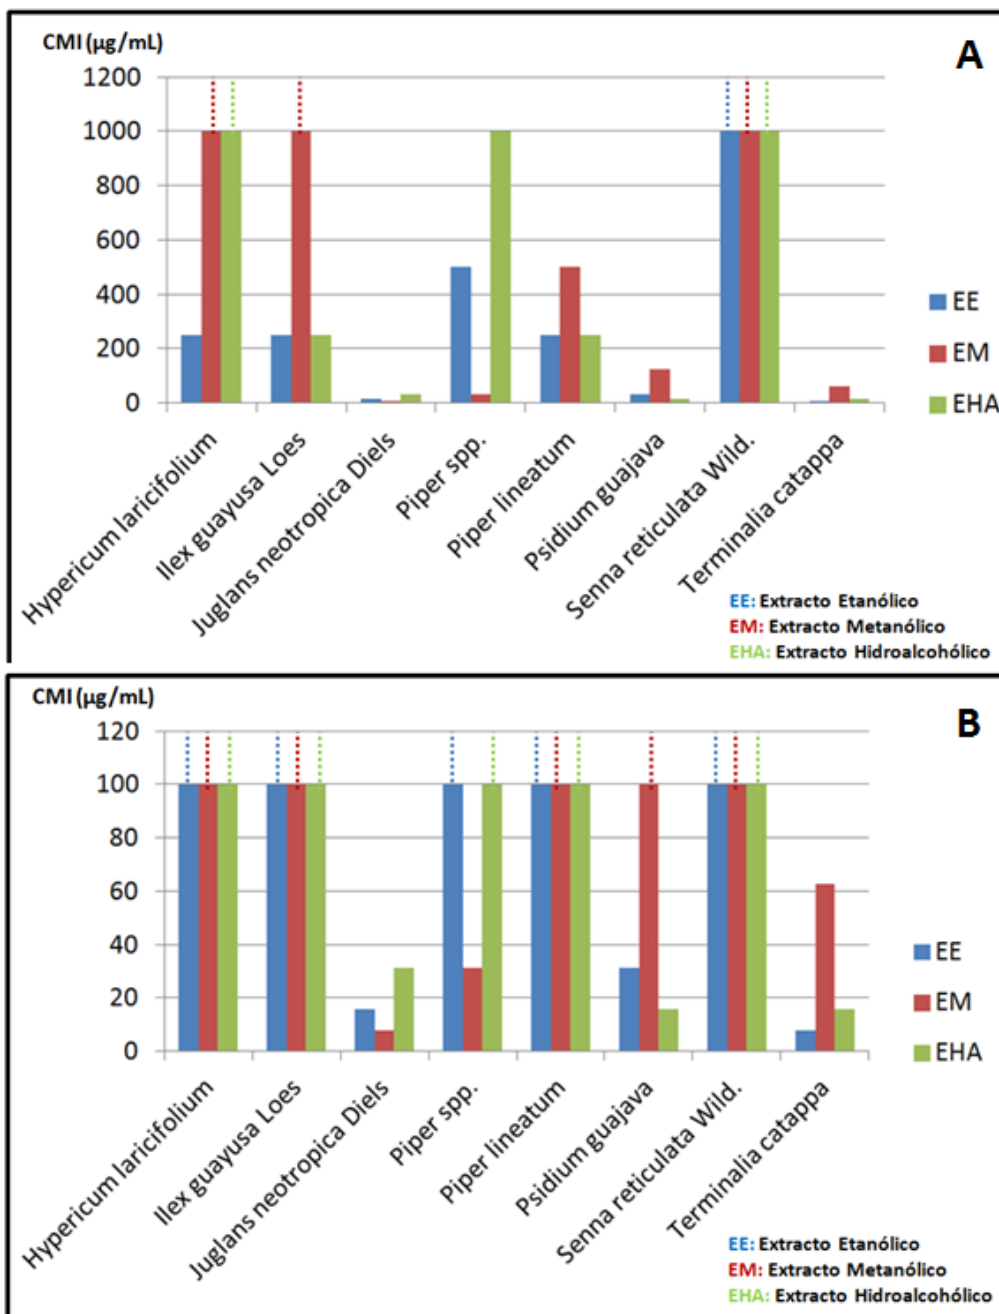 CMI (µg/mL)
A
1200
1000
800
600
400
200
0
EE
EM
EHA
Hypericum laricifolium
Ilex guayusa Loes
Juglans neotropica Diels
Piper spp.
Piper lineatum
Psidium guajava
Senna reticulata Wild.
Terminalia catappa
EE: Extracto Etanólico
EM: Extracto Metanólico
EHA: Extracto Hidroalcohólico
CMI (µg/mL)
B
120
100
80
60
40
20
0
EE
EM
EHA
Hypericum laricifolium
Ilex guayusa Loes
Juglans neotropica Diels
Piper spp.
Piper lineatum
Psidium guajava
Senna reticulata Wild.
Terminalia catappa
EE: Extracto Etanólico
EM: Extracto Metanólico
EHA: Extracto Hidroalcohólico